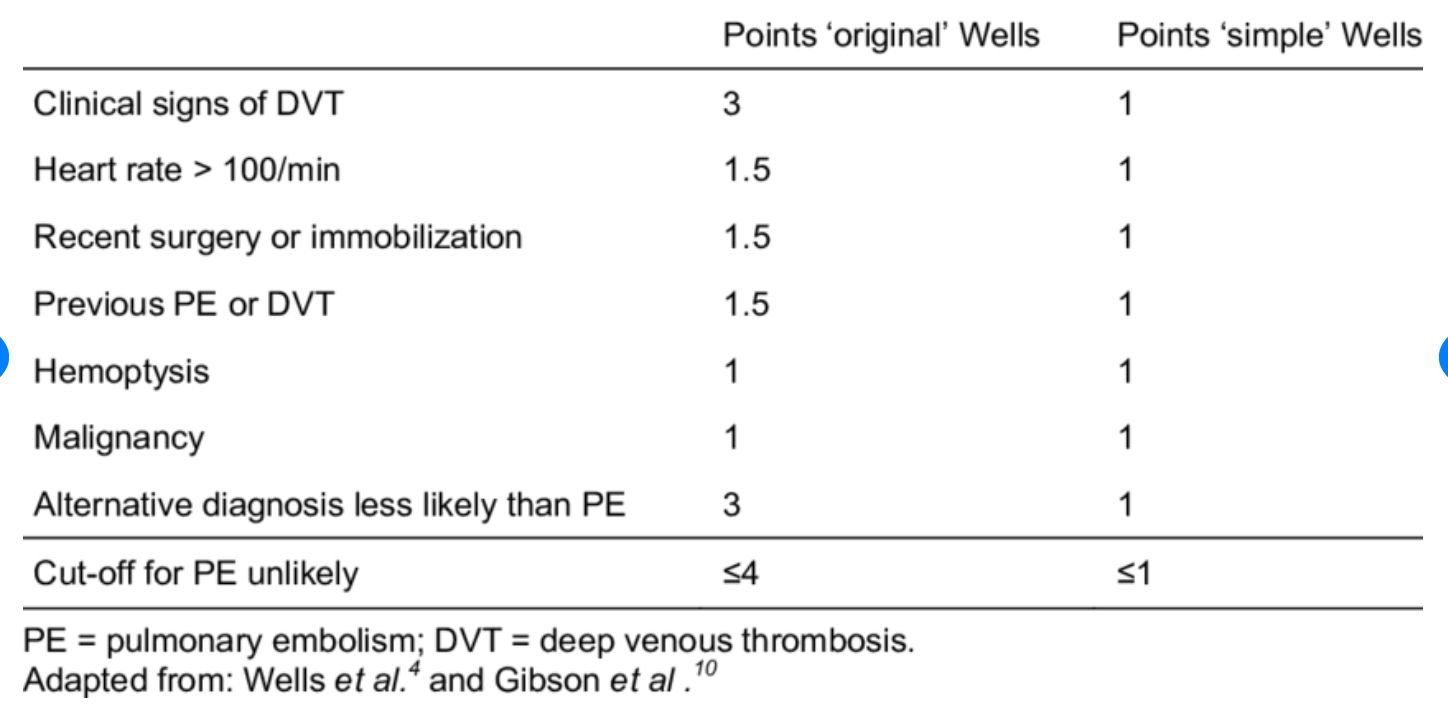 Points ‘original’ Wells Points ‘simple’ Wells
Clinical signs of DVT 3 1
Heart rate > 100/min 1.5 1
Recent surgery or immobilization 1.5 1
Previous PE or DVT 1.5 1
Hemoptysis 1 1
Malignancy 1 1
Alternative diagnosis less likely than PE 3 1
Cut-off for PE unlikely ≤4 ≤1
PE = pulmonary embolism; DVT = deep venous thrombosis.
Adapted from: Wells et al.4 and Gibson et al .10